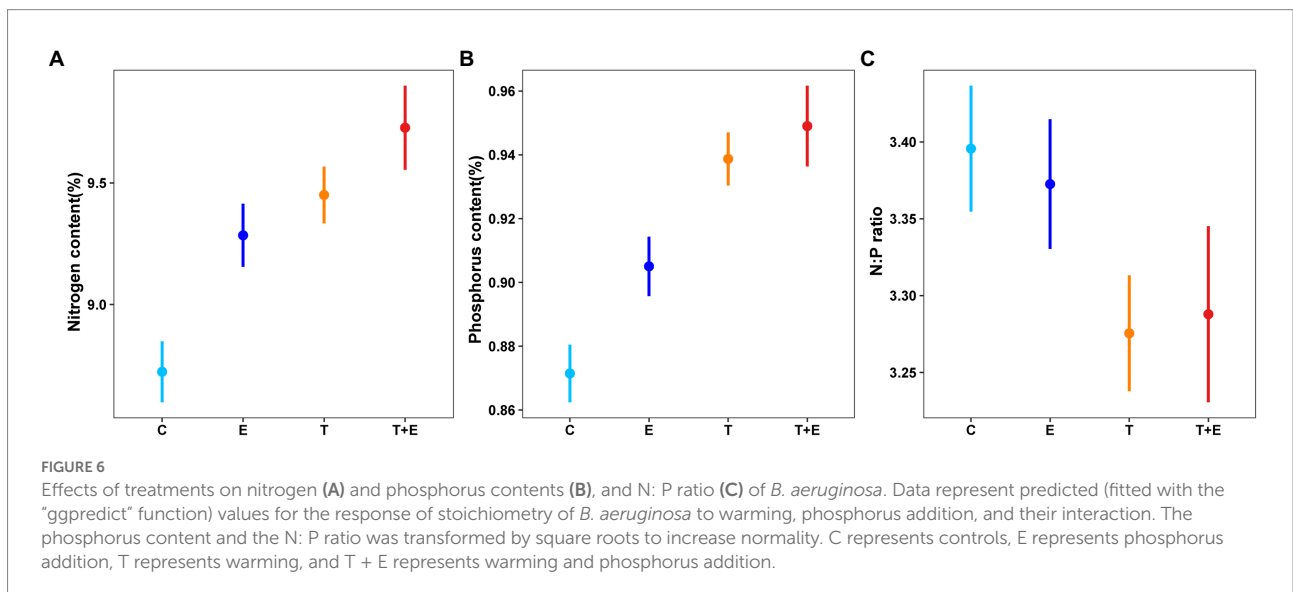 A
B
C
Nitrogen content(%)
9.5
9.0
C
E
T
T+E
Phosphorus content(%)
0.96
0.94
0.92
0.90
0.88
0.86
C
E
T
T+E
N:P ratio
3.40
3.35
3.30
3.25
C
E
T
T+E
FIGURE 6
Effects of treatments on nitrogen (A) and phosphorus contents (B), and N: P ratio (C) of B. aeruginosa. Data represent predicted (fitted with the
"ggpredict" function) values for the response of stoichiometry of B. aeruginosa to warming, phosphorus addition, and their interaction. The
phosphorus content and the N: P ratio was transformed by square roots to increase normality. C represents controls, E represents phosphorus
addition, T represents warming, and T + E represents warming and phosphorus addition.